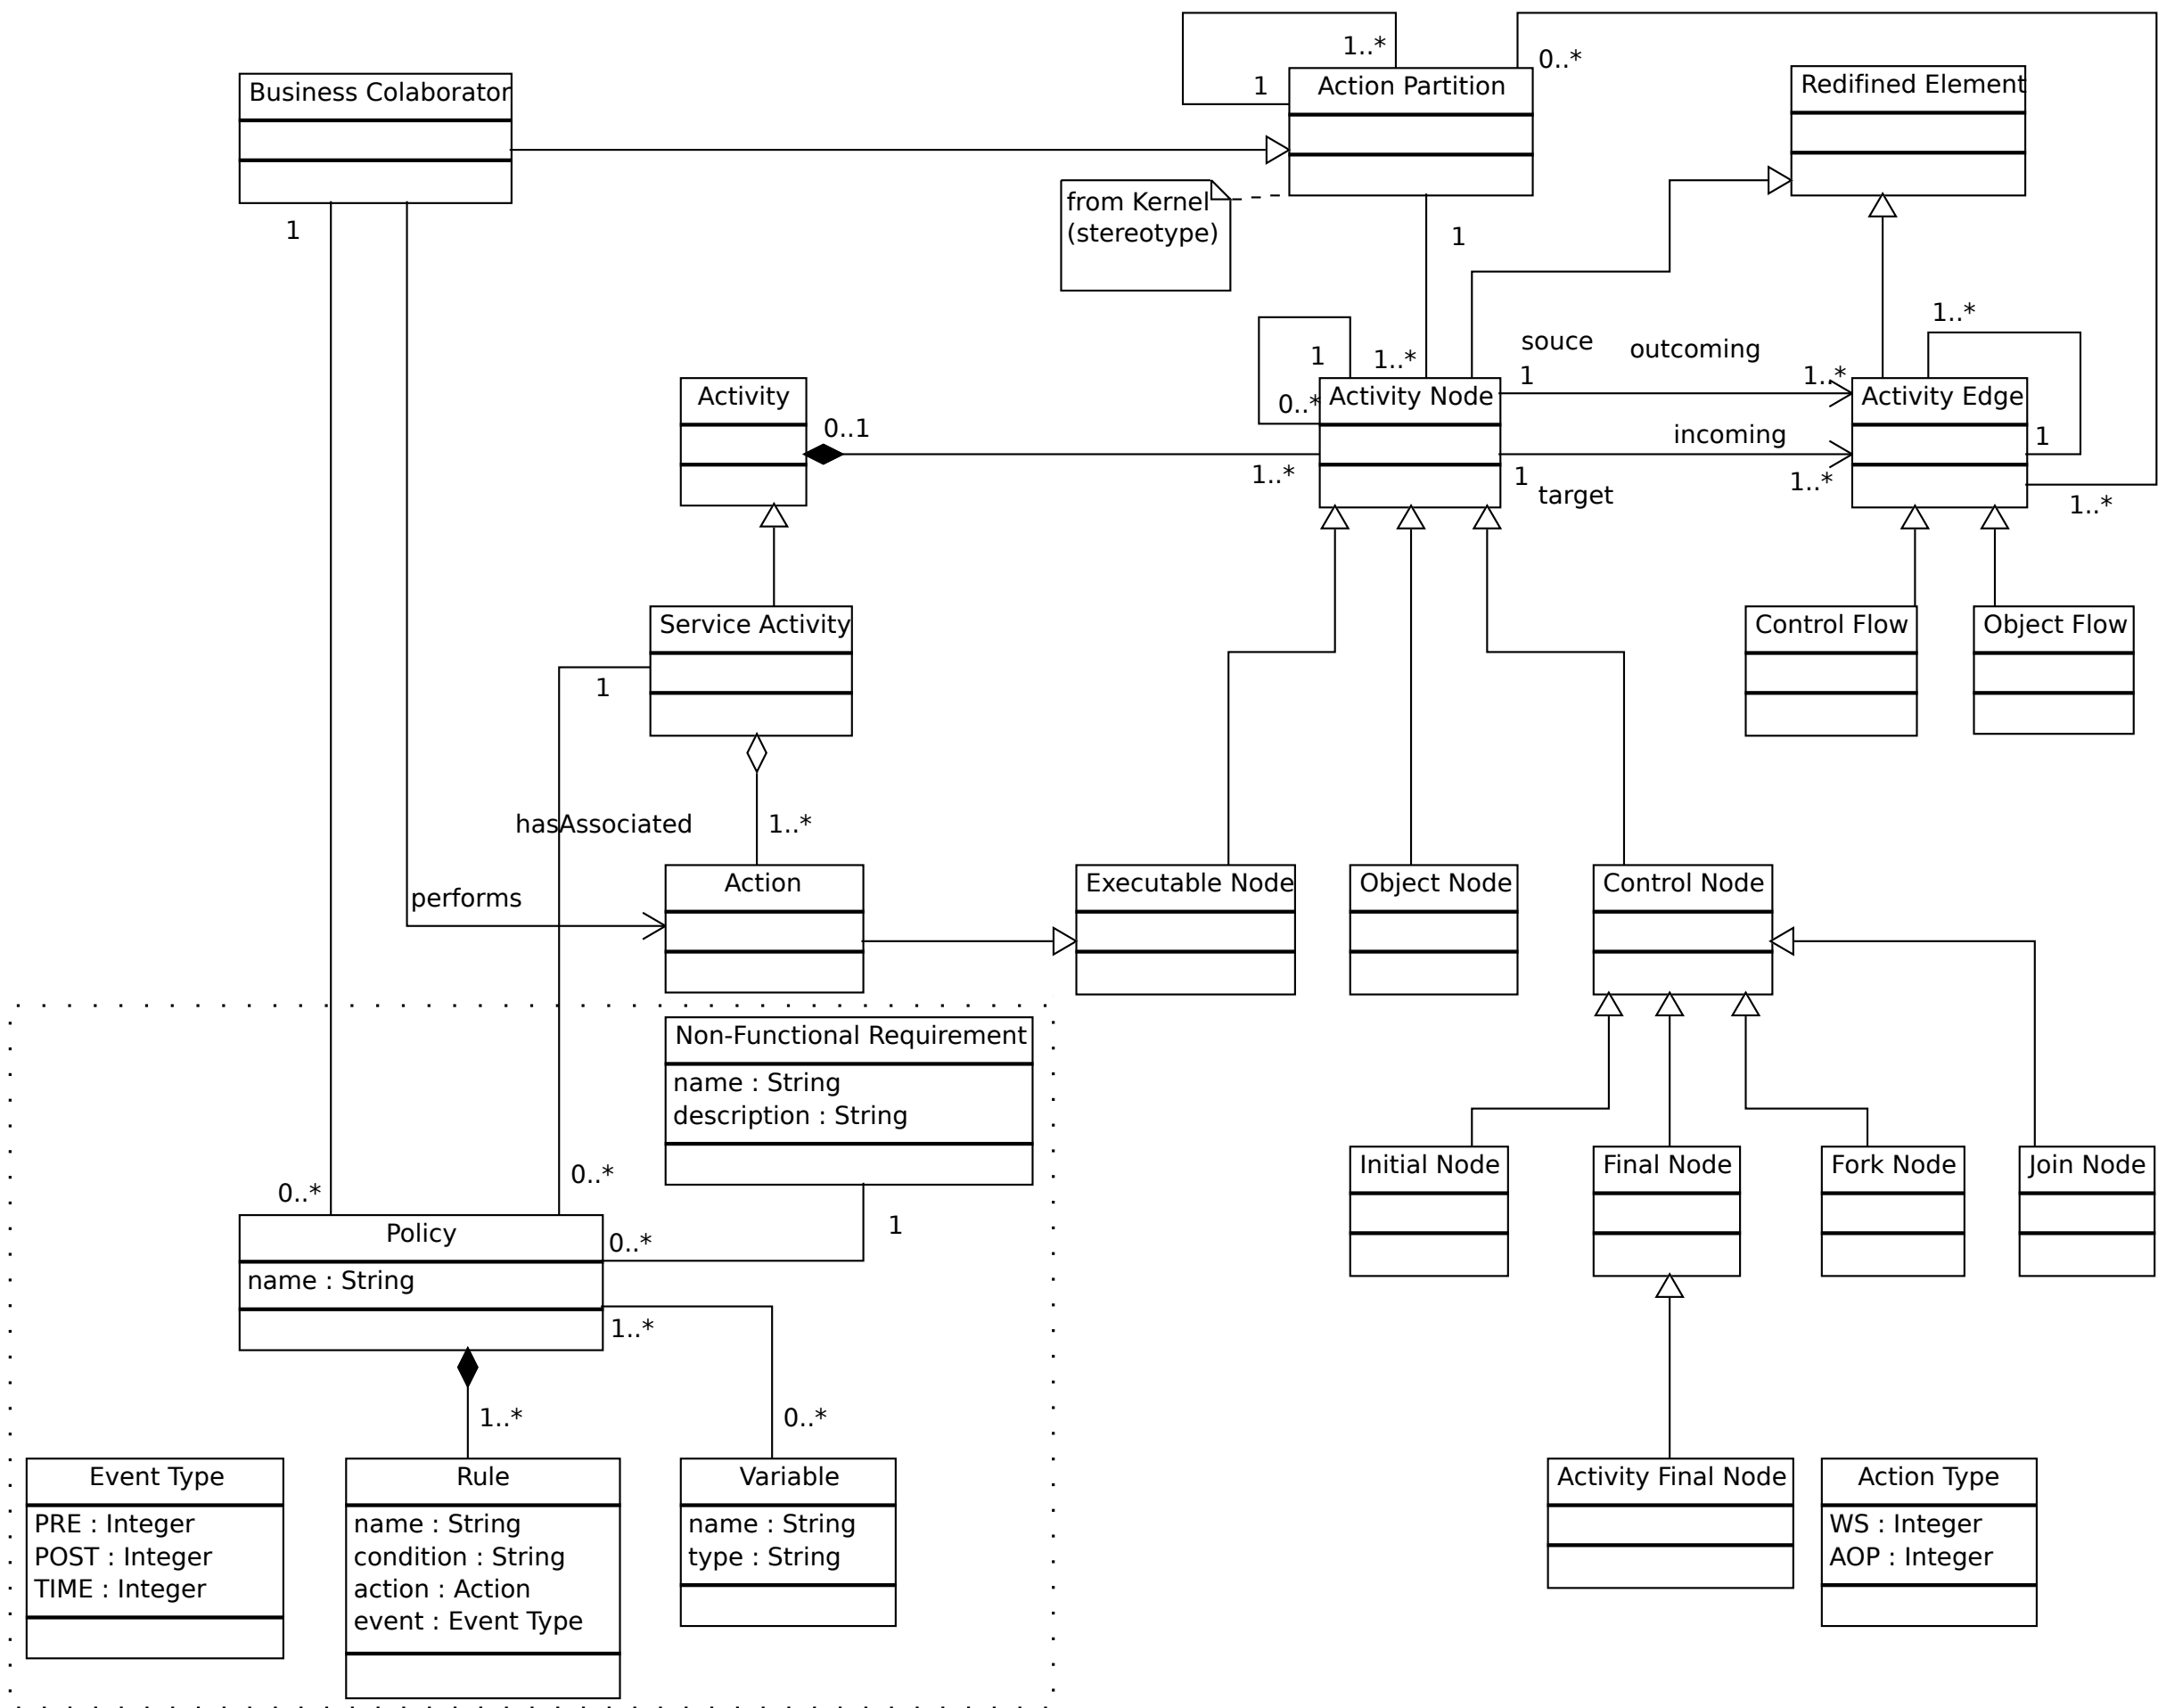 1..*
0..*
Business Colaborator
1
Action Partition
Redifined Element
from Kernel
(stereotype)
1
1
1..*
souce
outcoming
1
1..*
1
1..*
Activity
0..*
Activity Node
Activity Edge
0..1
incoming
1
1..*
1
target
1..*
1..*
Service Activity
Control Flow
Object Flow
1
hasAssociated
1..*
performs
Action
Executable Node
Object Node
Control Node
Non-Functional Requirement
name : String
description : String
Initial Node
Final Node
Fork Node
Join Node
0..*
0..*
1
Policy
0..*
name : String
1..*
1..*
0..*
Event Type
PRE : Integer
POST : Integer
TIME : Integer
Rule
name : String
condition : String
action : Action
event : Event Type
Variable
name : String
type : String
Activity Final Node
Action Type
WS : Integer
AOP : Integer